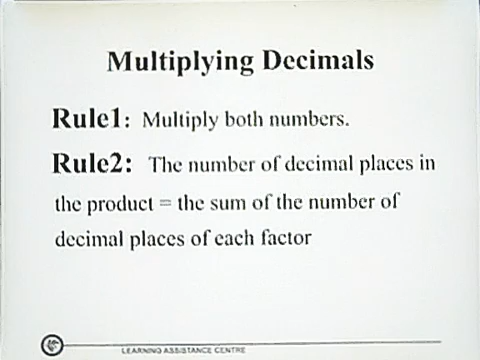 Multiplying Decimals
Rule1: Multiply both numbers.
Rule2: The number of decimal places in
the product = the sum of the number of
decimal places of each factor
LEARNING ASSISTANCE CENTRE